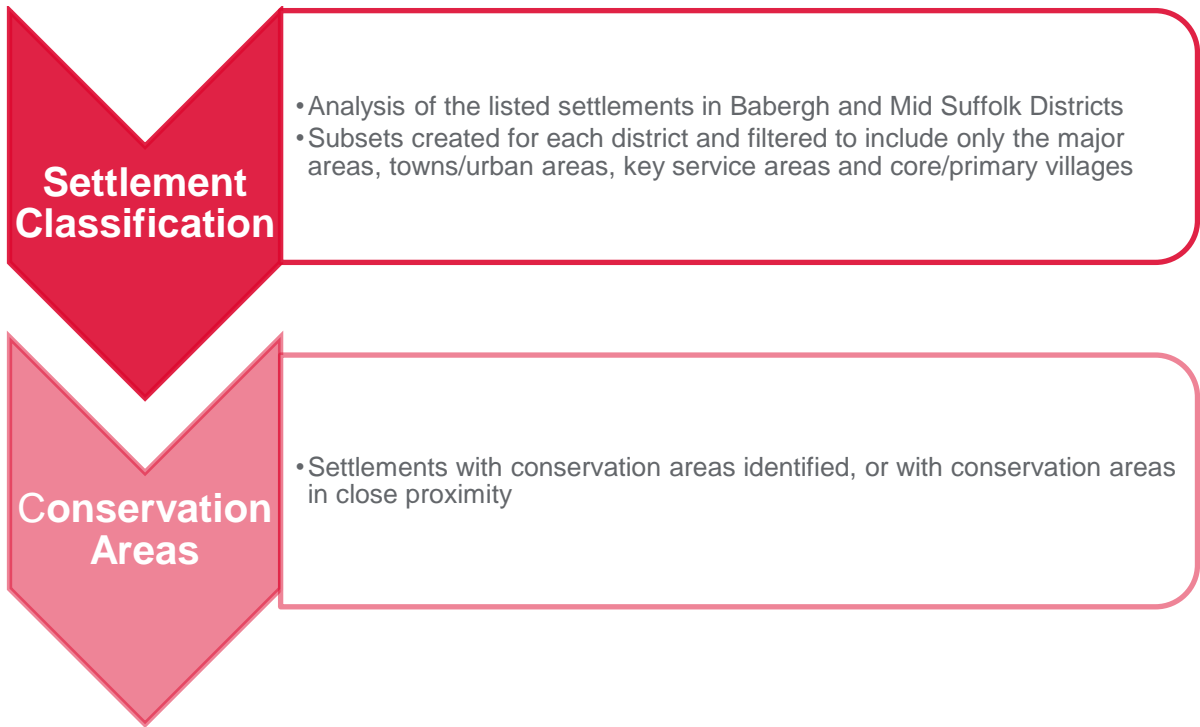 Settlement
Classification
•Analysis of the listed settlements in Babergh and Mid Suffolk Districts
•Subsets created for each district and filtered to include only the major
areas, towns/urban areas, key service areas and core/primary villages
Conservation
Areas
•Settlements with conservation areas identified, or with conservation areas
in close proximity